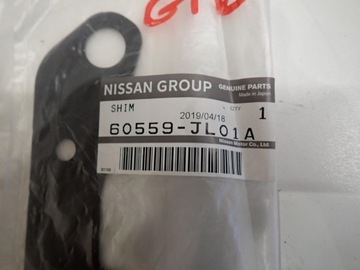 GTR
NISSAN GROUP GENUINE PARTS
Made in Japan
SHIM
2019/04/18 QTY 1
60559-JL01A
Nissan Motor Co., Ltd